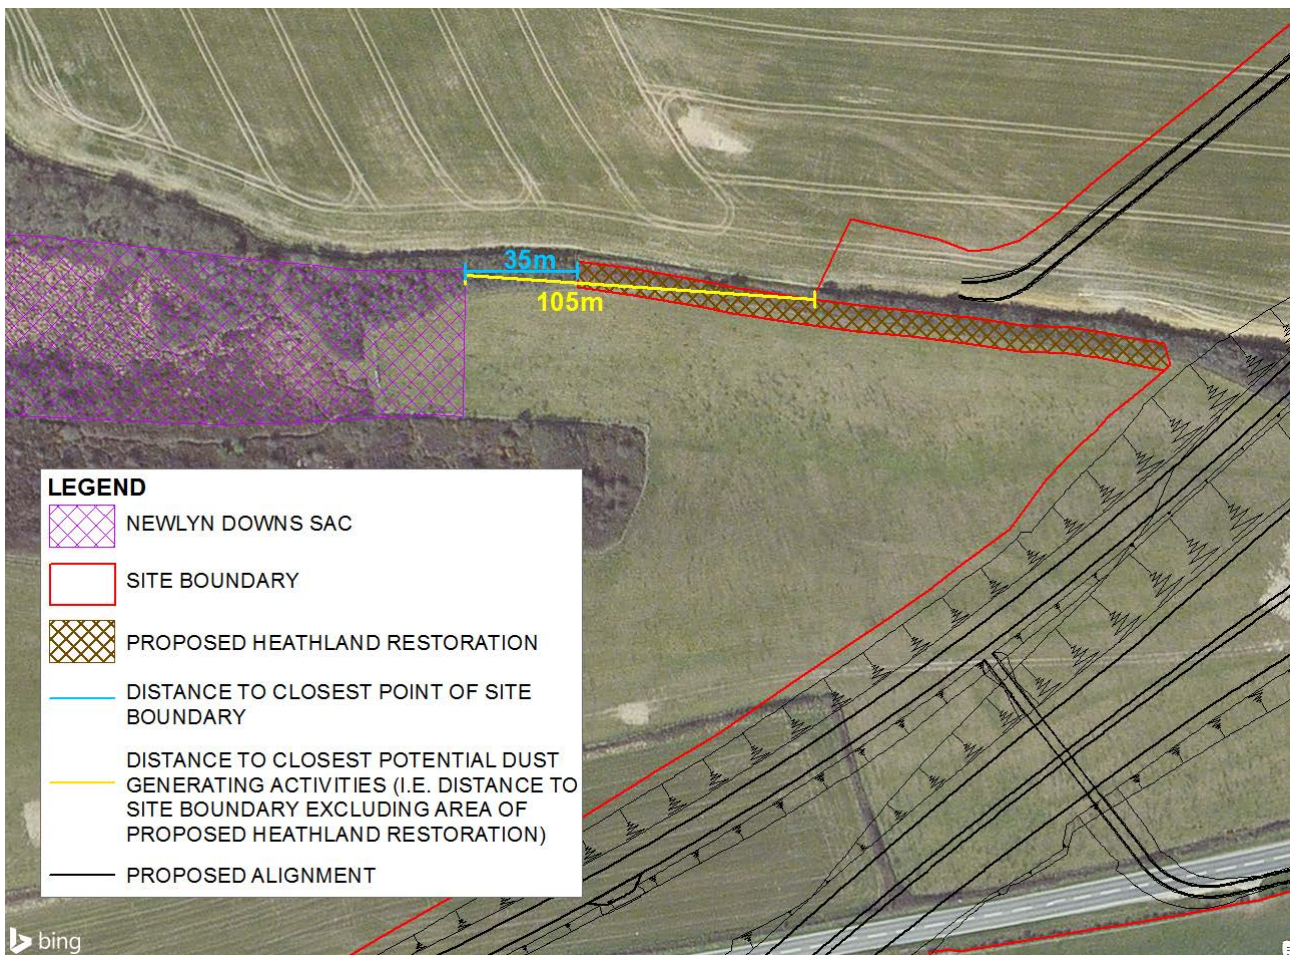 35m
105m
LEGEND
NEWLYN DOWNS SAC
SITE BOUNDARY
PROPOSED HEATHLAND RESTORATION
DISTANCE TO CLOSEST POINT OF SITE
BOUNDARY
DISTANCE TO CLOSEST POTENTIAL DUST
GENERATING ACTIVITIES (I.E. DISTANCE TO
SITE BOUNDARY EXCLUDING AREA OF
PROPOSED HEATHLAND RESTORATION)
PROPOSED ALIGNMENT
bing